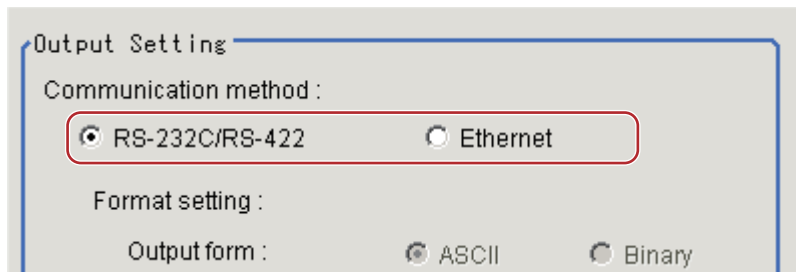 Output Setting
Communication method :
RS-232C/RS-422 Ethernet
Format setting :
Output form : ASCII Binary